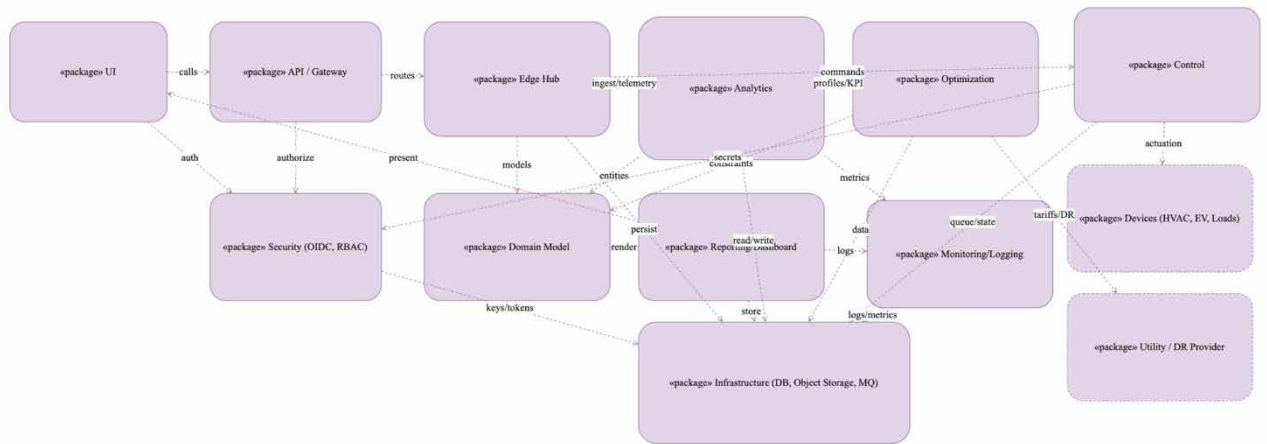 «package» UI
calls
«package» API / Gateway
routes
«package» Edge Hub
ingest/telemetry
«package» Analytics
commands
profiles/KPI
«package» Optimization
«package» Control
auth
authorize
present
models
entities
secrets
constraints
metrics
actuation
«package» Security (OIDC, RBAC)
«package» Domain Model
persist
render
«package» Reporting/Dashboard
read/write
logs
data
«package» Monitoring/Logging
queue/state
tariffs/DR
«package» Devices (HVAC, EV, Loads)
keys/tokens
store
logs/metrics
«package» Utility / DR Provider
«package» Infrastructure (DB, Object Storage, MQ)